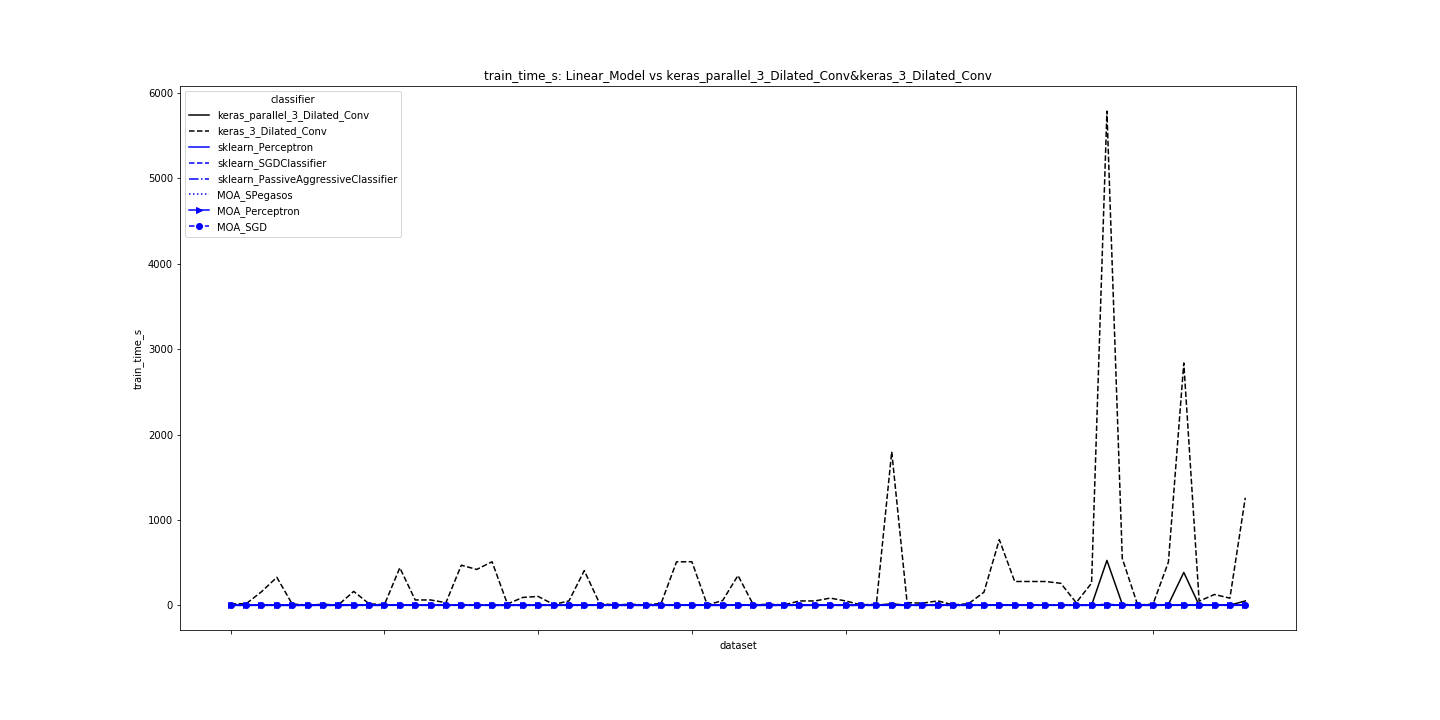 train_time_s: Linear_Model vs keras_parallel_3_Dilated_Conv&keras_3_Dilated_Conv
classifier
keras_parallel_3_Dilated_Conv
keras_3_Dilated_Conv
sklearn_Perceptron
sklearn_SGDClassifier
sklearn_PassiveAggressiveClassifier
MOA_SPegasos
MOA_Perceptron
MOA_SGD
6000
5000
4000
3000
2000
1000
0
train_time_s
dataset